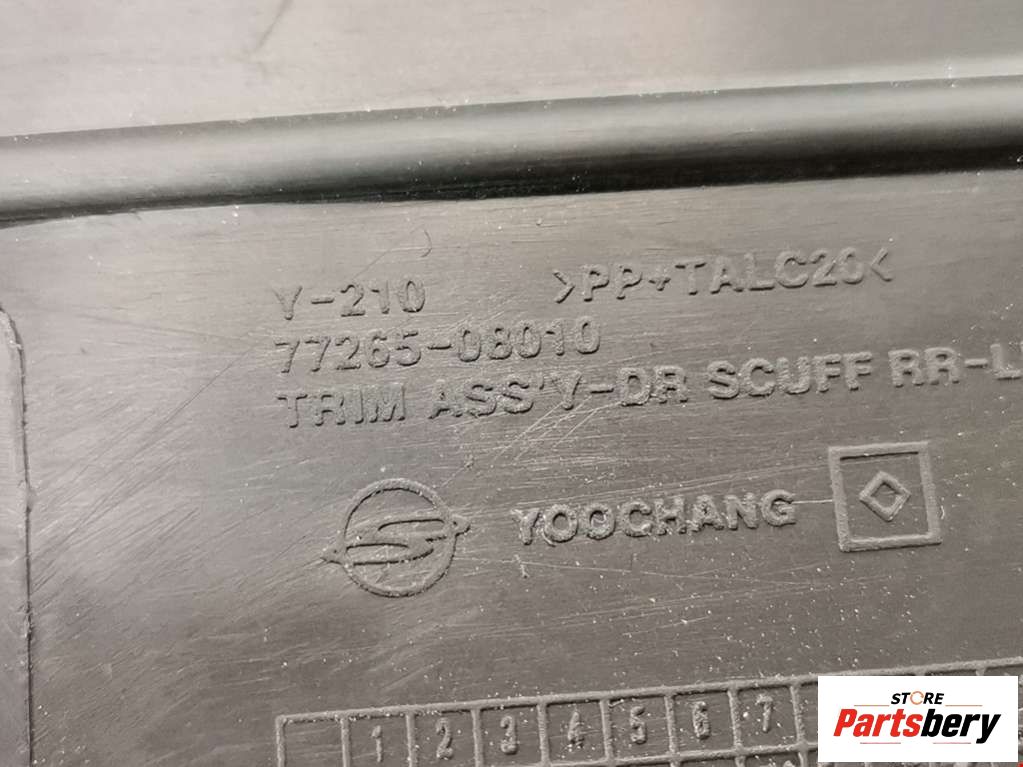 Y-210 >PP+TALC20<
77265-08010
TRIM ASS'Y-DR SCUFF RR-L
YOOCHANG
1 2 3 4 5 6 7
STORE
Partsbery